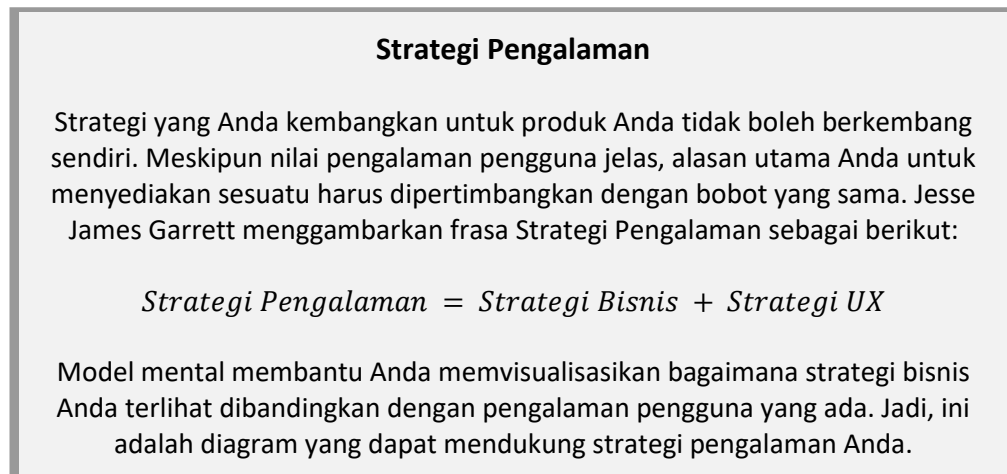 Strategi Pengalaman
Strategi yang Anda kembangkan untuk produk Anda tidak boleh berkembang
sendiri. Meskipun nilai pengalaman pengguna jelas, alasan utama Anda untuk
menyediakan sesuatu harus dipertimbangkan dengan bobot yang sama. Jesse
James Garrett menggambarkan frasa Strategi Pengalaman sebagai berikut:
Strategi Pengalaman = Strategi Bisnis + Strategi UX
Model mental membantu Anda memvisualisasikan bagaimana strategi bisnis
Anda terlihat dibandingkan dengan pengalaman pengguna yang ada. Jadi, ini
adalah diagram yang dapat mendukung strategi pengalaman Anda.